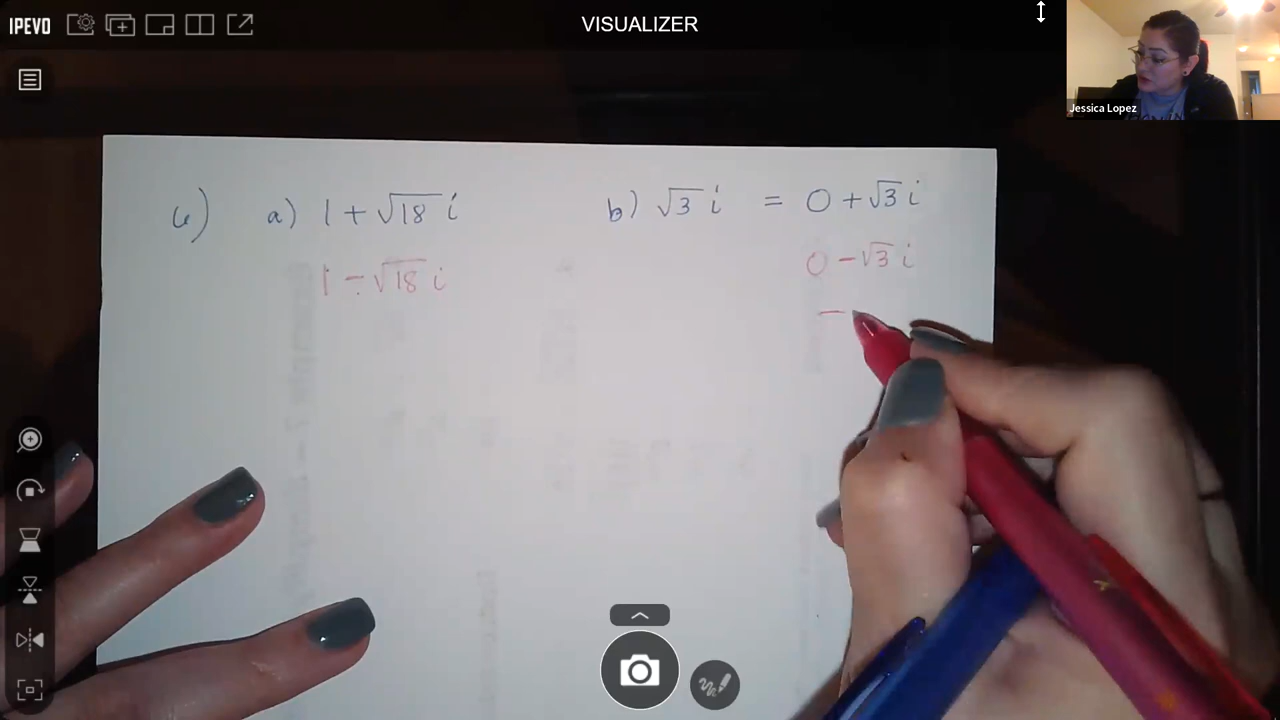 IPEVO
VISUALIZER
Jessica Lopez
6) a) 1 + √18 i b) √3 i = 0 + √3 i
1 - √18 i 0 - √3 i
-